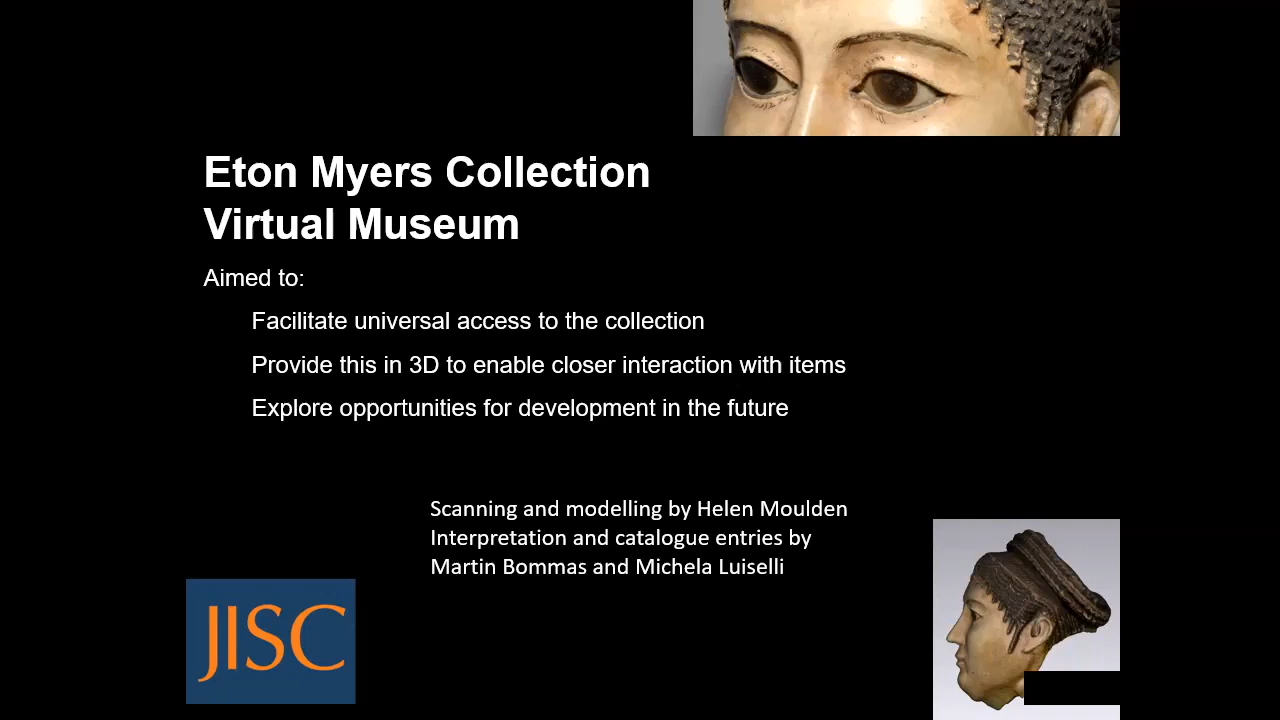 Eton Myers Collection
Virtual Museum
Aimed to:
Facilitate universal access to the collection
Provide this in 3D to enable closer interaction with items
Explore opportunities for development in the future
Scanning and modelling by Helen Moulden
Interpretation and catalogue entries by
Martin Bommas and Michela Luiselli
JISC